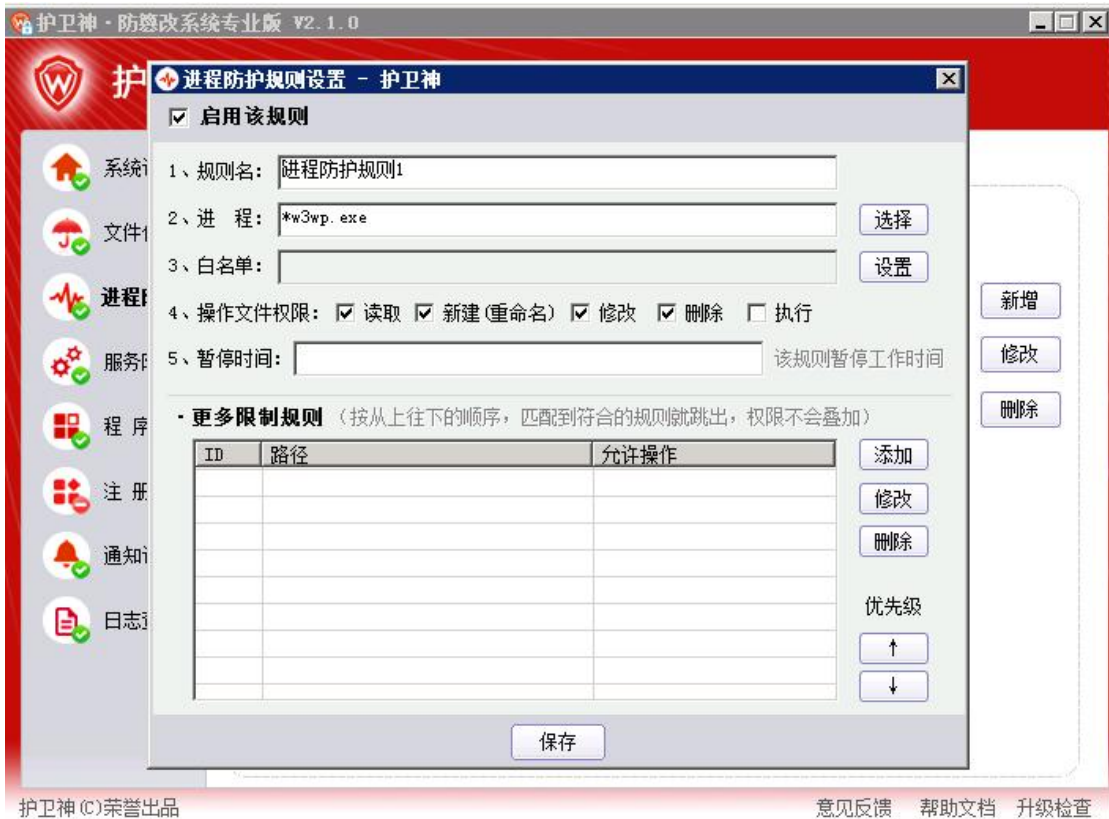 护卫神·防篡改系统专业版 V2.1.0
护
进程防护规则设置 - 护卫神
启用该规则
1、规则名: 进程防护规则1
2、进 程: *w3wp.exe 选择
3、白名单: 设置
4、操作文件权限: 读取 新建(重命名) 修改 删除 执行
5、暂停时间: 该规则暂停工作时间
·更多限制规则 (按从上往下的顺序,匹配到符合的规则就跳出,权限不会叠加)
ID 路径 允许操作
添加
修改
删除
优先级
↑
↓
保存
系统
文件
进程
服务
程 序
注 册
通知
日志
新增
修改
删除
护卫神(C)荣誉出品
意见反馈 帮助文档 升级检查